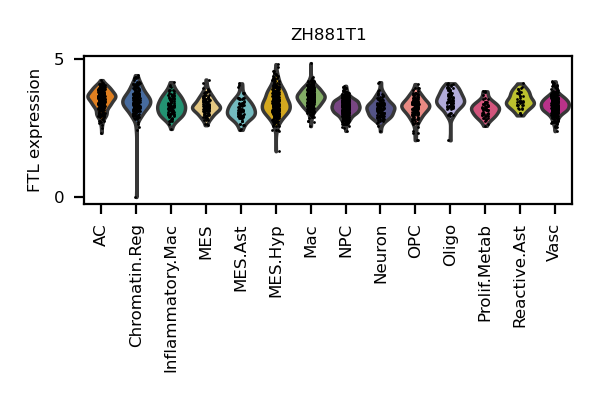 ZH881T1
5
0
FTL expression
AC
Chromatin.Reg
Inflammatory.Mac
MES
MES.Ast
MES.Hyp
Mac
NPC
Neuron
OPC
Oligo
Prolif.Metab
Reactive.Ast
Vasc